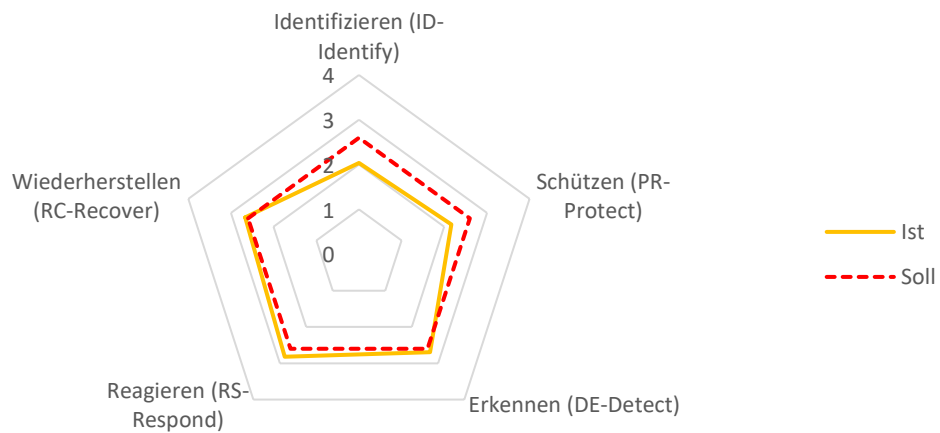 Identifizieren (ID-
Identify)
4
3
2
1
0
Schützen (PR-
Protect)
Erkennen (DE-Detect)
Reagieren (RS-
Respond)
Wiederherstellen
(RC-Recover)
Ist
Soll